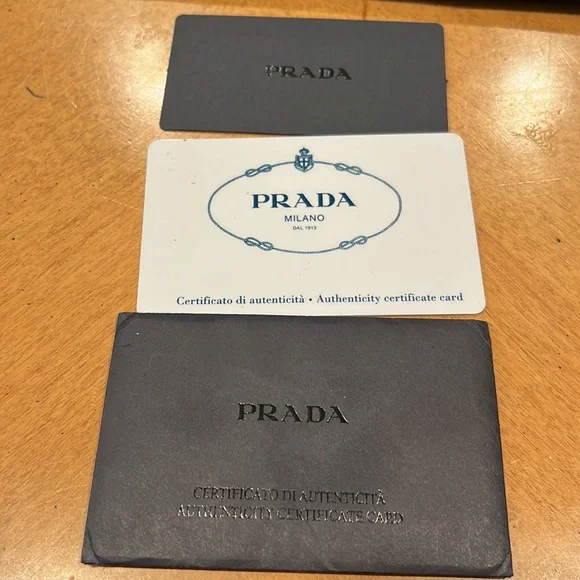 PRADA
PRADA
MILANO
DAL 1913
Certificato di autenticità • Authenticity certificate card
PRADA
CERTIFICATO DI AUTENTICITÀ
AUTHENTICITY CERTIFICATE CARD